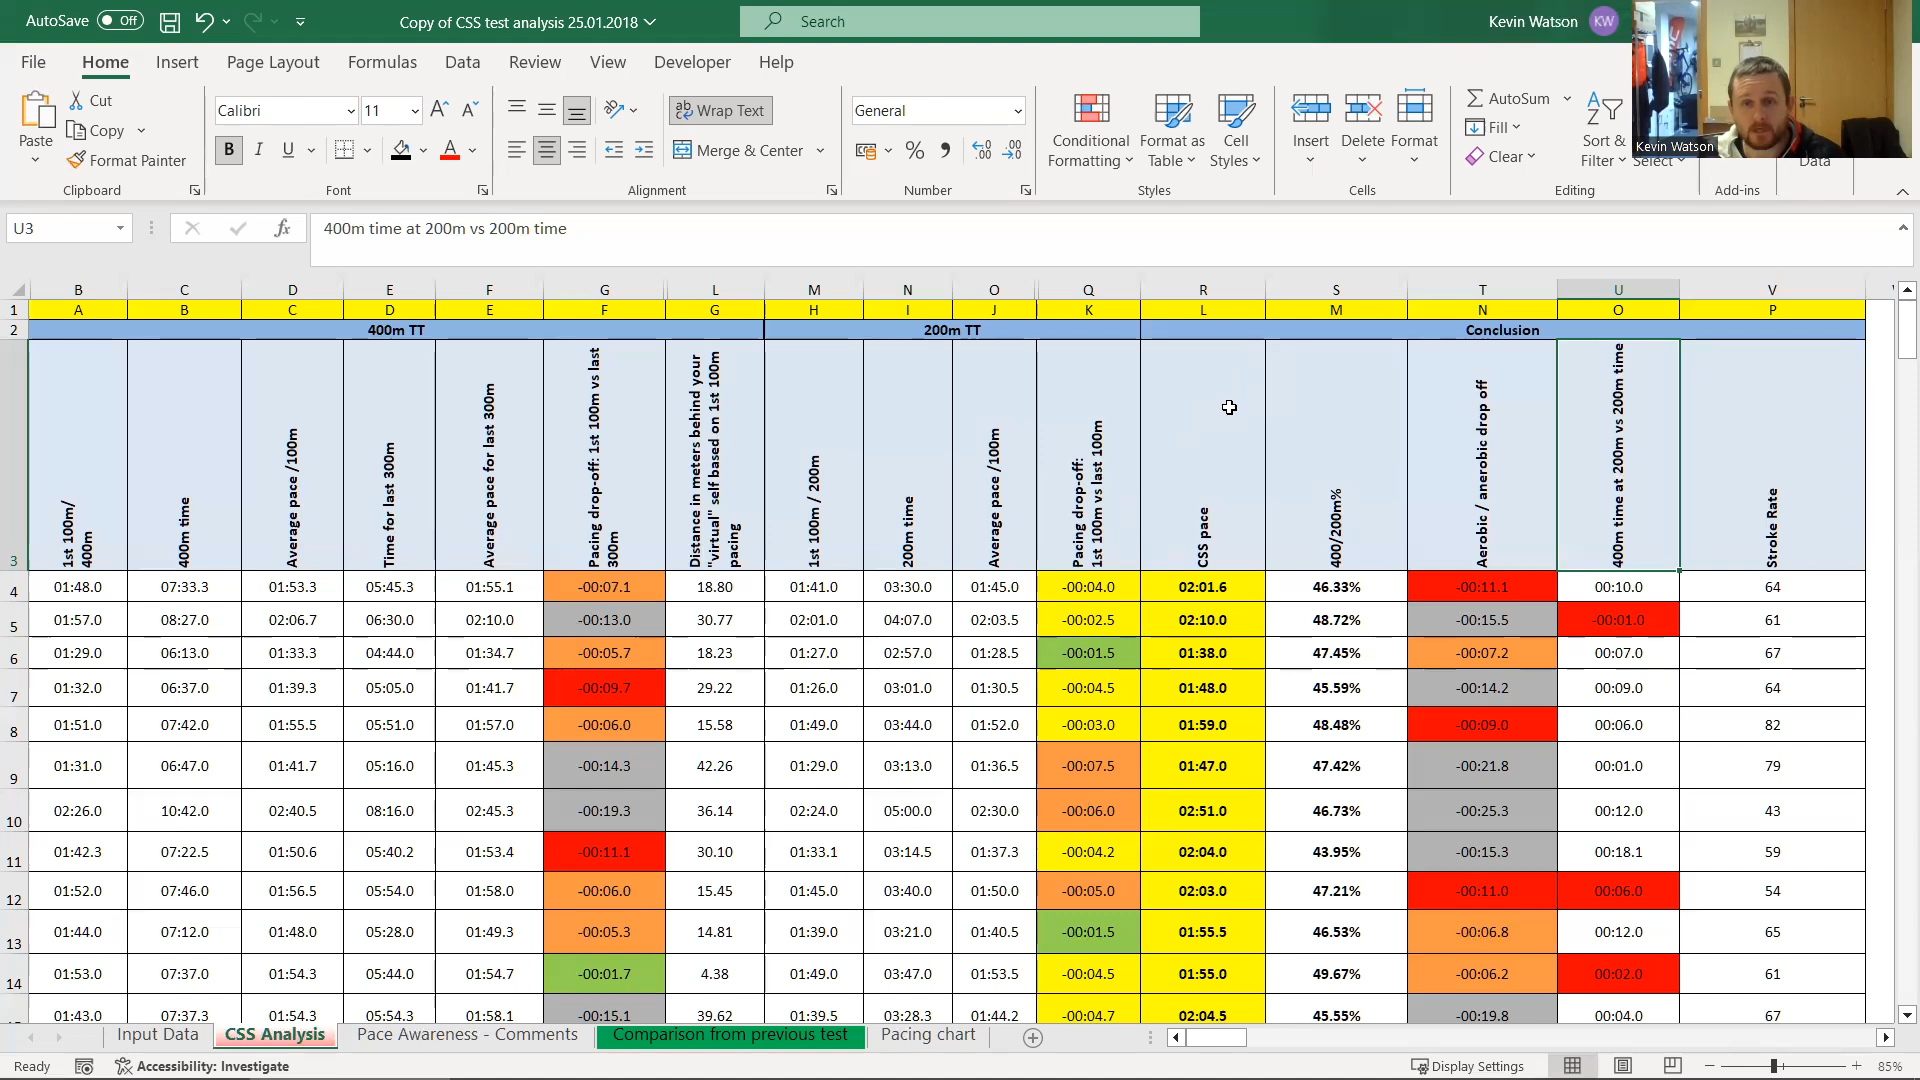 AutoSave Off Copy of CSS test analysis 25.01.2018 Search Kevin Watson KW
File Home Insert Page Layout Formulas Data Review View Developer Help
Cut
Copy
Format Painter
Paste
Clipboard
Calibri 11
B I U A
Font
Wrap Text
Merge & Center
Alignment
General
Number
Conditional Formatting
Format as Table
Cell Styles
Styles
Insert Delete Format
Cells
AutoSum
Fill
Clear
Sort & Filter
Select
Editing
Add-ins
Data
Kevin Watson
U3 fx 400m time at 200m vs 200m time
B C D E F G L M N O Q R S T U V
1 A B C D E F G H I J K L M N O P
2 400m TT 200m TT Conclusion
3
1st 100m/ 400m
400m time
Average pace /100m
Time for last 300m
Average pace for last 300m
Pacing drop-off: 1st 100m vs last 300m
Distance in meters behind your "virtual" self based on 1st 100m pacing
1st 100m / 200m
200m time
Average pace /100m
Pacing drop-off: 1st 100m vs last 100m
CSS pace
400/200m%
Aerobic / anerobic drop off
400m time at 200m vs 200m time
Stroke Rate
4 01:48.0 07:33.3 01:53.3 05:45.3 01:55.1 -00:07.1 18.80 01:41.0 03:30.0 01:45.0 -00:04.0 02:01.6 46.33% -00:11.1 00:10.0 64
5 01:57.0 08:27.0 02:06.7 06:30.0 02:10.0 -00:13.0 30.77 02:01.0 04:07.0 02:03.5 -00:02.5 02:10.0 48.72% -00:15.5 -00:01.0 61
6 01:29.0 06:13.0 01:33.3 04:44.0 01:34.7 -00:05.7 18.23 01:27.0 02:57.0 01:28.5 -00:01.5 01:38.0 47.45% -00:07.2 00:07.0 67
7 01:32.0 06:37.0 01:39.3 05:05.0 01:41.7 -00:09.7 29.22 01:26.0 03:01.0 01:30.5 -00:04.5 01:48.0 45.59% -00:14.2 00:09.0 64
8 01:51.0 07:42.0 01:55.5 05:51.0 01:57.0 -00:06.0 15.58 01:49.0 03:44.0 01:52.0 -00:03.0 01:59.0 48.48% -00:09.0 00:06.0 82
9 01:31.0 06:47.0 01:41.7 05:16.0 01:45.3 -00:14.3 42.26 01:29.0 03:13.0 01:36.5 -00:07.5 01:47.0 47.42% -00:21.8 00:01.0 79
10 02:26.0 10:42.0 02:40.5 08:16.0 02:45.3 -00:19.3 36.14 02:24.0 05:00.0 02:30.0 -00:06.0 02:51.0 46.73% -00:25.3 00:12.0 43
11 01:42.3 07:22.5 01:50.6 05:40.2 01:53.4 -00:11.1 30.10 01:33.1 03:14.5 01:37.3 -00:04.2 02:04.0 43.95% -00:15.3 00:18.1 59
12 01:52.0 07:46.0 01:56.5 05:54.0 01:58.0 -00:06.0 15.45 01:45.0 03:40.0 01:50.0 -00:05.0 02:03.0 47.21% -00:11.0 00:06.0 54
13 01:44.0 07:12.0 01:48.0 05:28.0 01:49.3 -00:05.3 14.81 01:39.0 03:21.0 01:40.5 -00:01.5 01:55.5 46.53% -00:06.8 00:12.0 65
14 01:53.0 07:37.0 01:54.3 05:44.0 01:54.7 -00:01.7 4.38 01:49.0 03:47.0 01:53.5 -00:04.5 01:55.0 49.67% -00:06.2 00:02.0 61
01:43.0 07:37.3 01:54.3 05:54.3 01:58.1 -00:15.1 39.62 01:39.5 03:28.3 01:44.2 -00:04.7 02:04.5 45.55% -00:19.8 00:04.0 67
Input Data CSS Analysis Pace Awareness - Comments Comparison from previous test Pacing chart
Ready Accessibility: Investigate Display Settings 85%